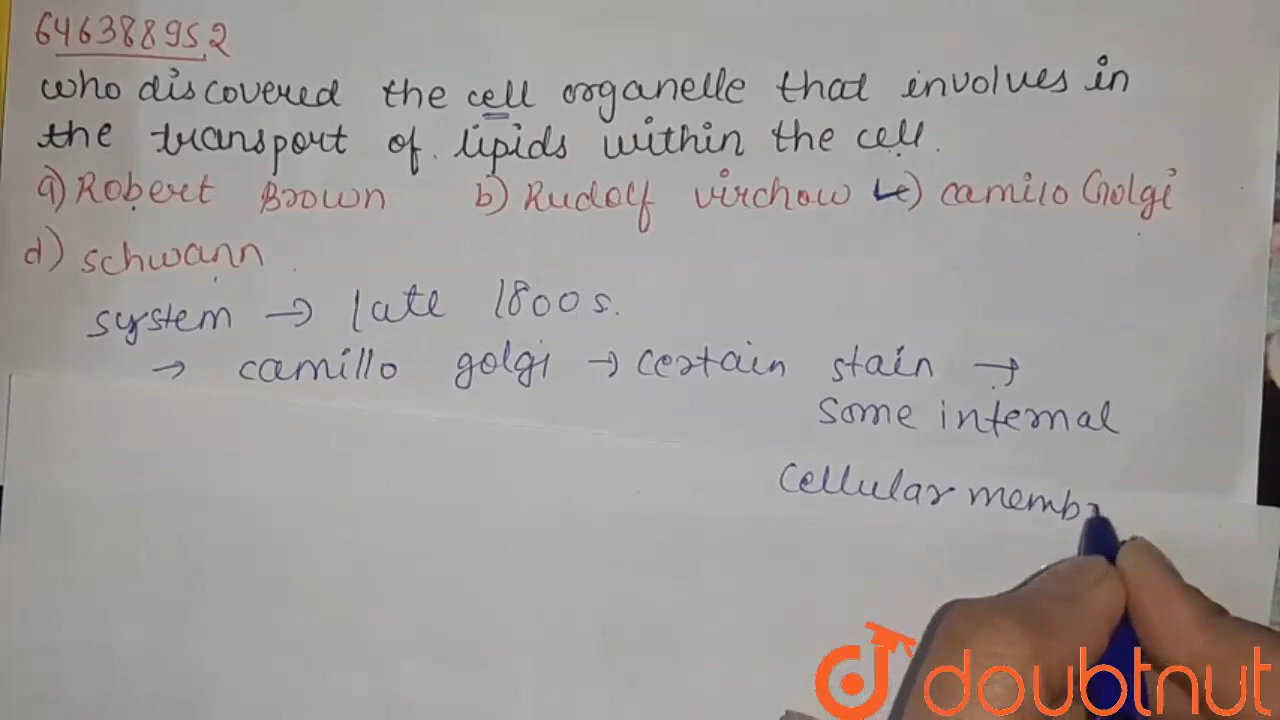 646388952
who discovered the cell organelle that involves in
the transport of lipids within the cell.
a) Robert Brown b) Rudolf virchow c) camilo Golgi
d) schwann
system → late 1800s.
→ camillo golgi → certain stain →
some internal
cellular memb
doubtnut